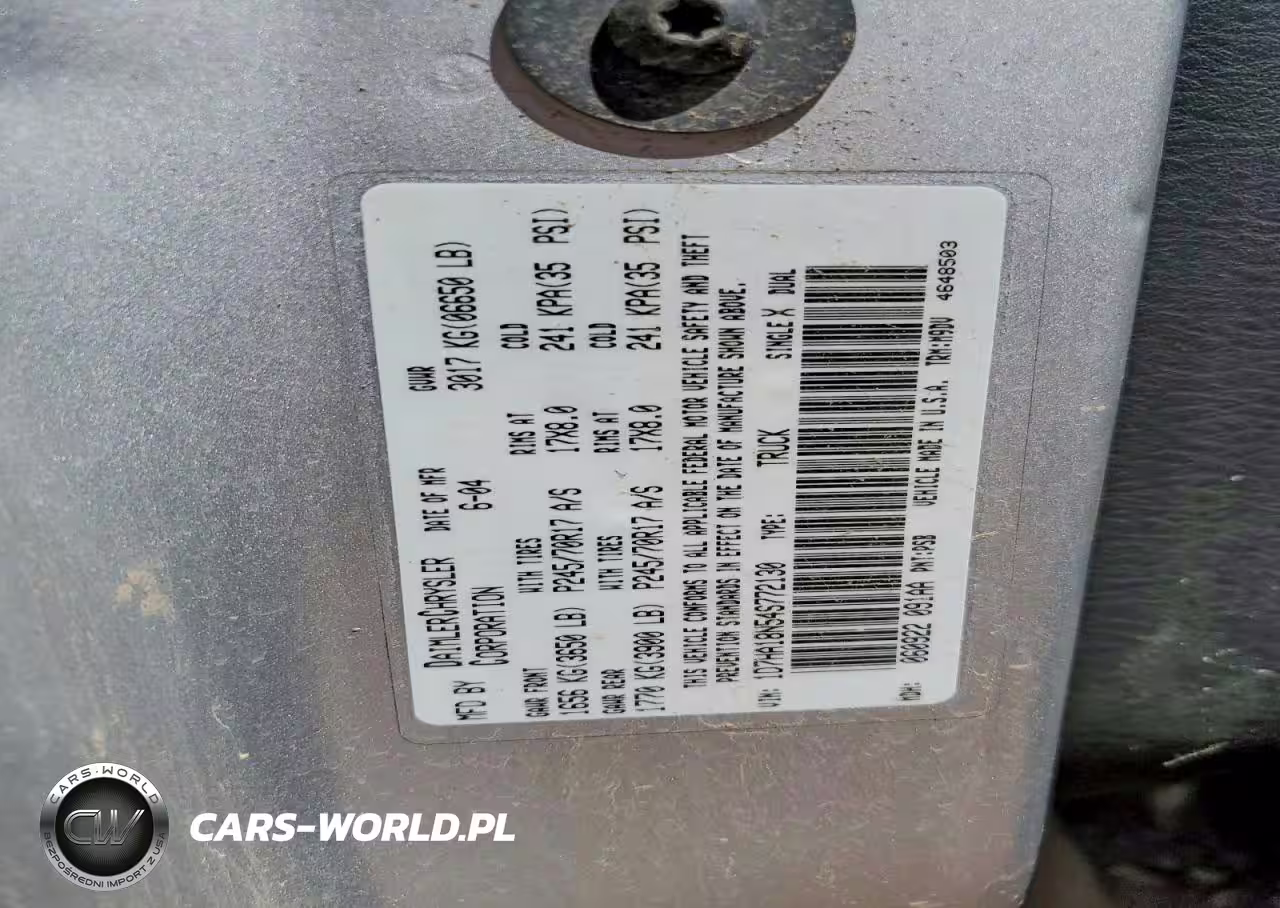 MFD BY DAIMLERCHRYSLER CORPORATION
DATE OF MFR 6-04
GVWR 3017 KG(06650 LB)
GAWR FRONT WITH TIRES RIMS AT COLD
1656 KG(3650 LB) P245/70R17 A/S 17X8.0 241 KPA(35 PSI)
GAWR REAR WITH TIRES RIMS AT COLD
1770 KG(3900 LB) P245/70R17 A/S 17X8.0 241 KPA(35 PSI)
THIS VEHICLE CONFORMS TO ALL APPLICABLE FEDERAL MOTOR VEHICLE SAFETY AND THEFT
PREVENTION STANDARDS IN EFFECT ON THE DATE OF MANUFACTURE SHOWN ABOVE.
VIN: 1D7HA18N54S772130 TYPE: TRUCK SINGLE X DUAL
MDH: 060922 091AA PNT:PSB VEHICLE MADE IN U.S.A. TRM:M9DV 4648503
CARS-WORLD
CW
BEZPOŚREDNI IMPORT Z USA
CARS-WORLD.PL